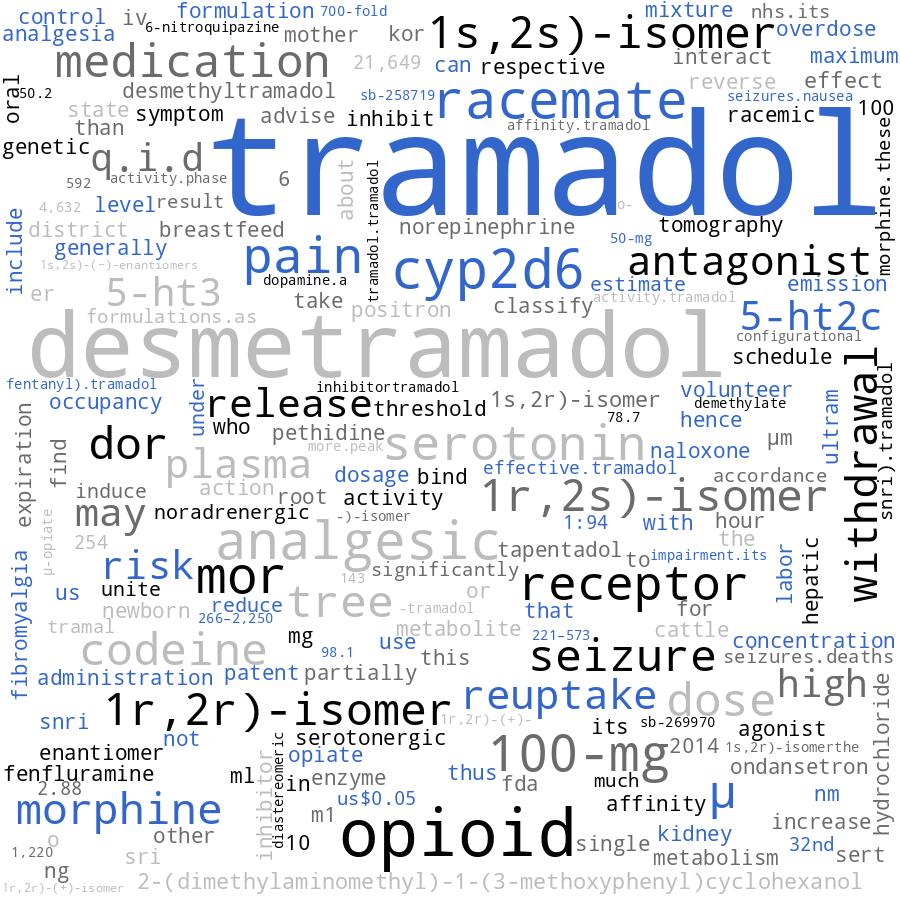 control
iv
formulation
700-fold
mixture
nhs.its
analgesia
6-nitroquipazine
mother
kor
1s,2s)-isomer
overdose
medication
21,649
can
respective
interact
maximum
oral
50.2
desmethyltramadol
sb-258719
racemate
reverse
effect
seizures.nausea
state
symptom
advise
inhibit
affinity.tramadol
racemic
100
than
genetic
q.i.d
tramadol
morphine.these
592
activity.phase
6
about
tramadol.tramadol
o-
4,632
level
result
include
district
breastfeed
norepinephrine
tomography
generally
pain
50-mg
antagonist
1s,2s)-(−)-enantiomers
dopamine.a
cyp2d6
er
5-ht3
take
positron
classify
estimate
emission
activity.tramadol
formulations.as
5-ht2c
desmetramadol
configurational
schedule
withdrawal
snri).tramadol
fentanyl).tramadol
occupancy
under
inhibitortramadol
release
threshold
1s,2r)-isomer
volunteer
demethylate
ultram
expiration
find
dor
who
pethidine
more.peak
78.7
hence
µm
serotonin
naloxone
plasma
dosage
bind
effective.tramadol
accordance
action
induce
root
activity
1r,2s)-isomer
may
noradrenergic
-)-isomer
1:94
with
hour
μ-opiate
254
analgesic
tapentadol
the
to
impairment.its
labor
hepatic
fibromyalgia
risk
mor
143
significantly
receptor
us
unite
tree
or
newborn
reduce
-tramadol
that
for
266–2,250
tramal
mg
metabolite
221–573
cattle
codeine
98.1
use
this
seizure
concentration
seizures.deaths
administration
patent
partially
reuptake
dose
high
hydrochloride
1r,2r)-isomer
1r,2r)-(+)-
snri
not
serotonergic
its
sb-269970
agonist
enantiomer
inhibitor
diastereomeric
opiate
100-mg
2014
1s,2r)-isomerthe
fenfluramine
ml
in
enzyme
thus
fda
much
ondansetron
2.88
us$0.05
affinity
μ
nm
morphine
m1
o
other
10
opioid
single
kidney
increase
1,220
sri
32nd
ng
metabolism
sert
1r,2r)-(+)-isomer
2-(dimethylaminomethyl)-1-(3-methoxyphenyl)cyclohexanol